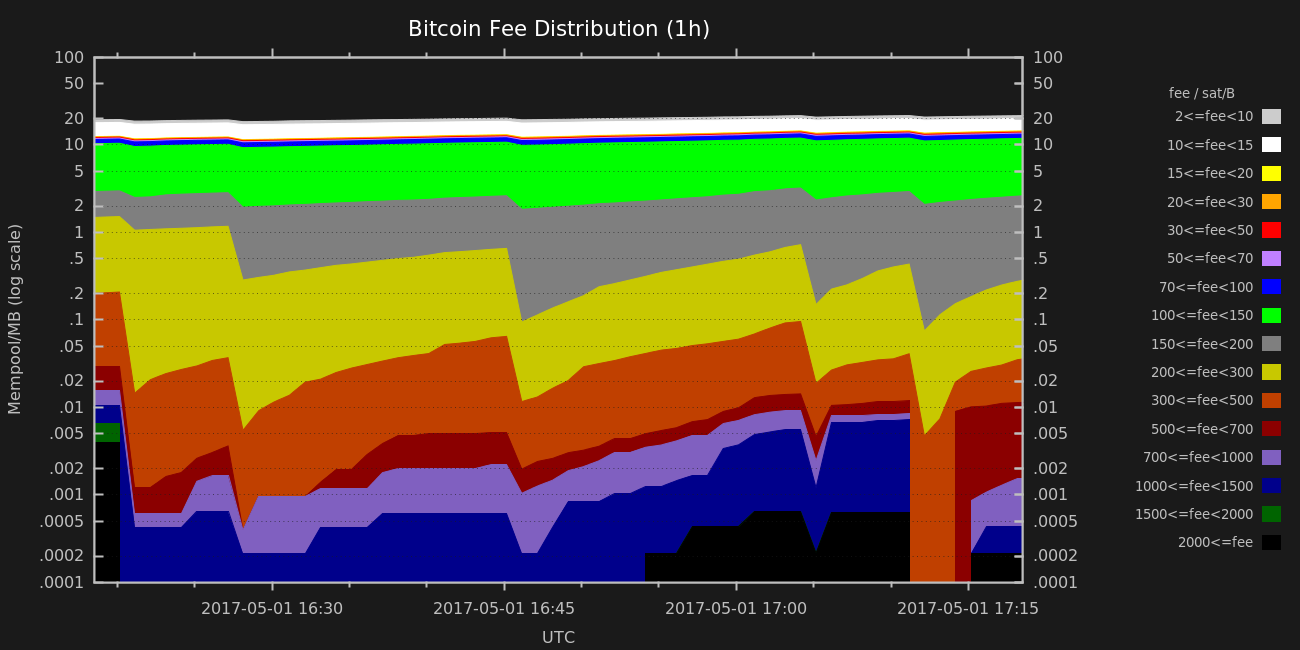 Bitcoin Fee Distribution (1h)
100 100
50 50
20 20
10 10
5 5
2 2
1 1
.5 .5
.2 .2
.1 .1
.05 .05
.02 .02
.01 .01
.005 .005
.002 .002
.001 .001
.0005 .0005
.0002 .0002
.0001 .0001
Mempool/MB (log scale)
2017-05-01 16:30 2017-05-01 16:45 2017-05-01 17:00 2017-05-01 17:15
UTC
fee / sat/B
2<=fee<10
10<=fee<15
15<=fee<20
20<=fee<30
30<=fee<50
50<=fee<70
70<=fee<100
100<=fee<150
150<=fee<200
200<=fee<300
300<=fee<500
500<=fee<700
700<=fee<1000
1000<=fee<1500
1500<=fee<2000
2000<=fee